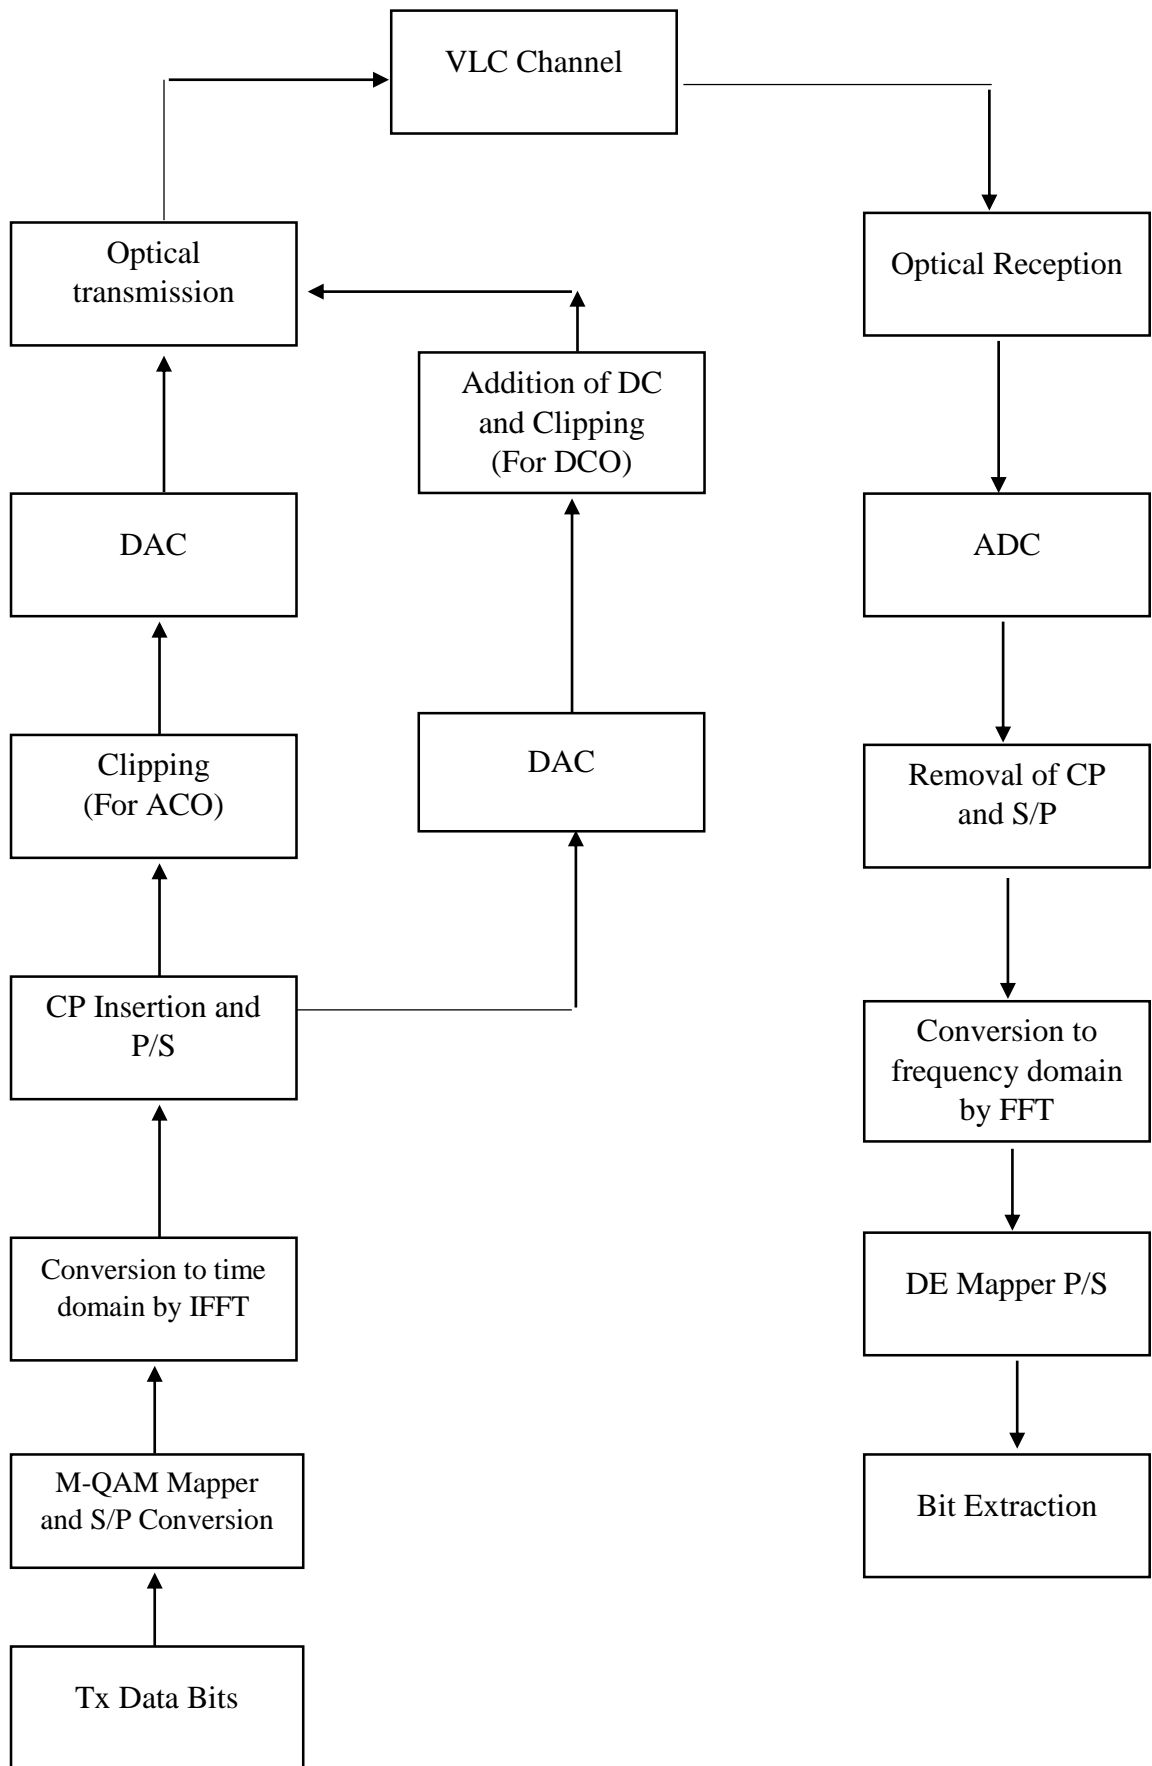 VLC Channel
Optical
transmission
Optical Reception
Addition of DC
and Clipping
(For DCO)
DAC
ADC
Clipping
(For ACO)
DAC
Removal of CP
and S/P
CP Insertion and
P/S
Conversion to
frequency domain
by FFT
Conversion to time
domain by IFFT
DE Mapper P/S
M-QAM Mapper
and S/P Conversion
Bit Extraction
Tx Data Bits